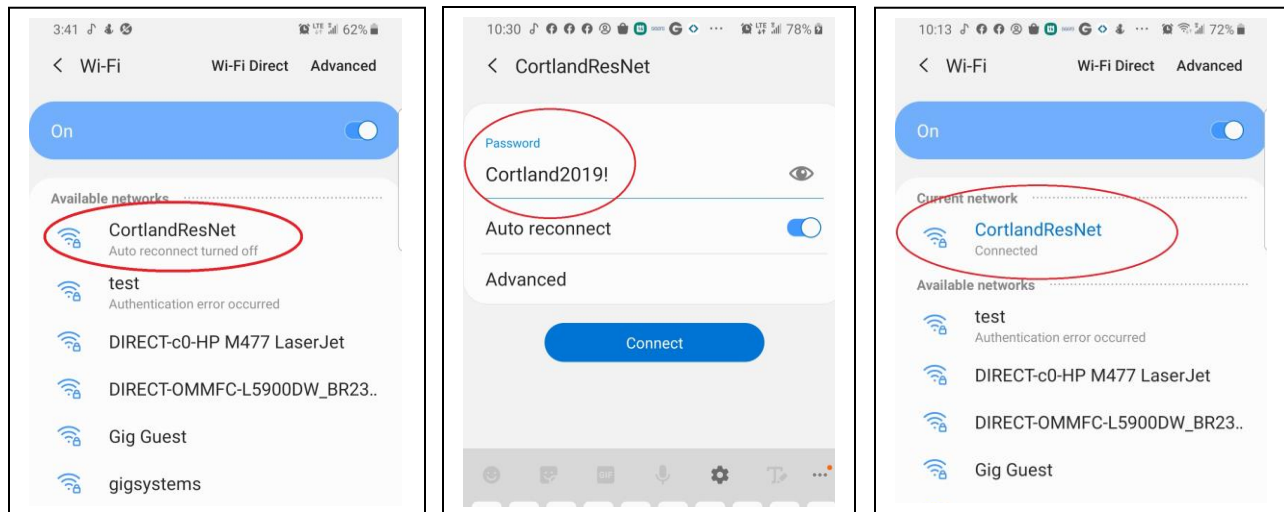 3:41
62%
Wi-Fi Wi-Fi Direct Advanced
On
Available networks
CortlandResNet
Auto reconnect turned off
test
Authentication error occurred
DIRECT-c0-HP M477 LaserJet
DIRECT-OMMFC-L5900DW_BR23..
Gig Guest
gigsystems
10:30
G
LTE 78%
CortlandResNet
Password
Cortland2019!
Auto reconnect
Advanced
Connect
GIF
10:13
G
72%
Wi-Fi Wi-Fi Direct Advanced
On
Current network
CortlandResNet
Connected
Available networks
test
Authentication error occurred
DIRECT-c0-HP M477 LaserJet
DIRECT-OMMFC-L5900DW_BR23..
Gig Guest